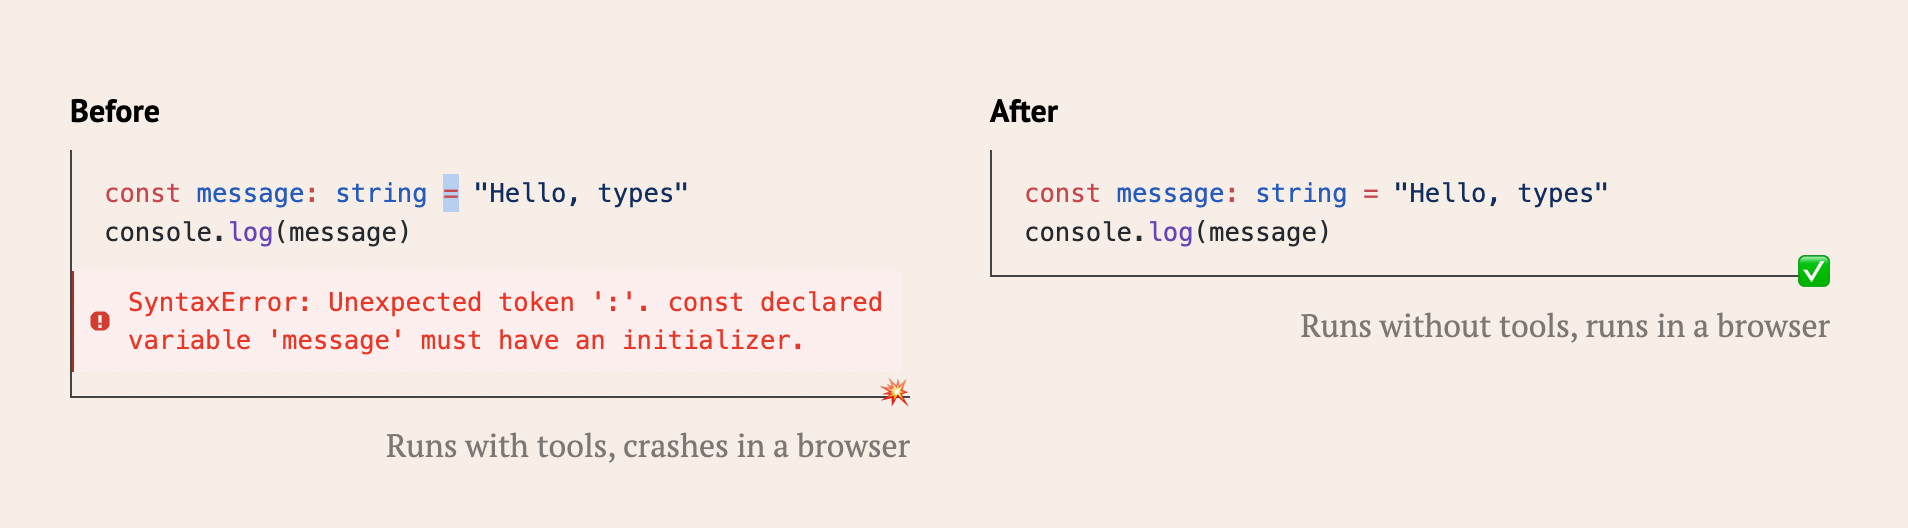 Before
const message: string = "Hello, types"
console.log(message)
SyntaxError: Unexpected token ':'. const declared
variable 'message' must have an initializer.
Runs with tools, crashes in a browser
After
const message: string = "Hello, types"
console.log(message)
Runs without tools, runs in a browser